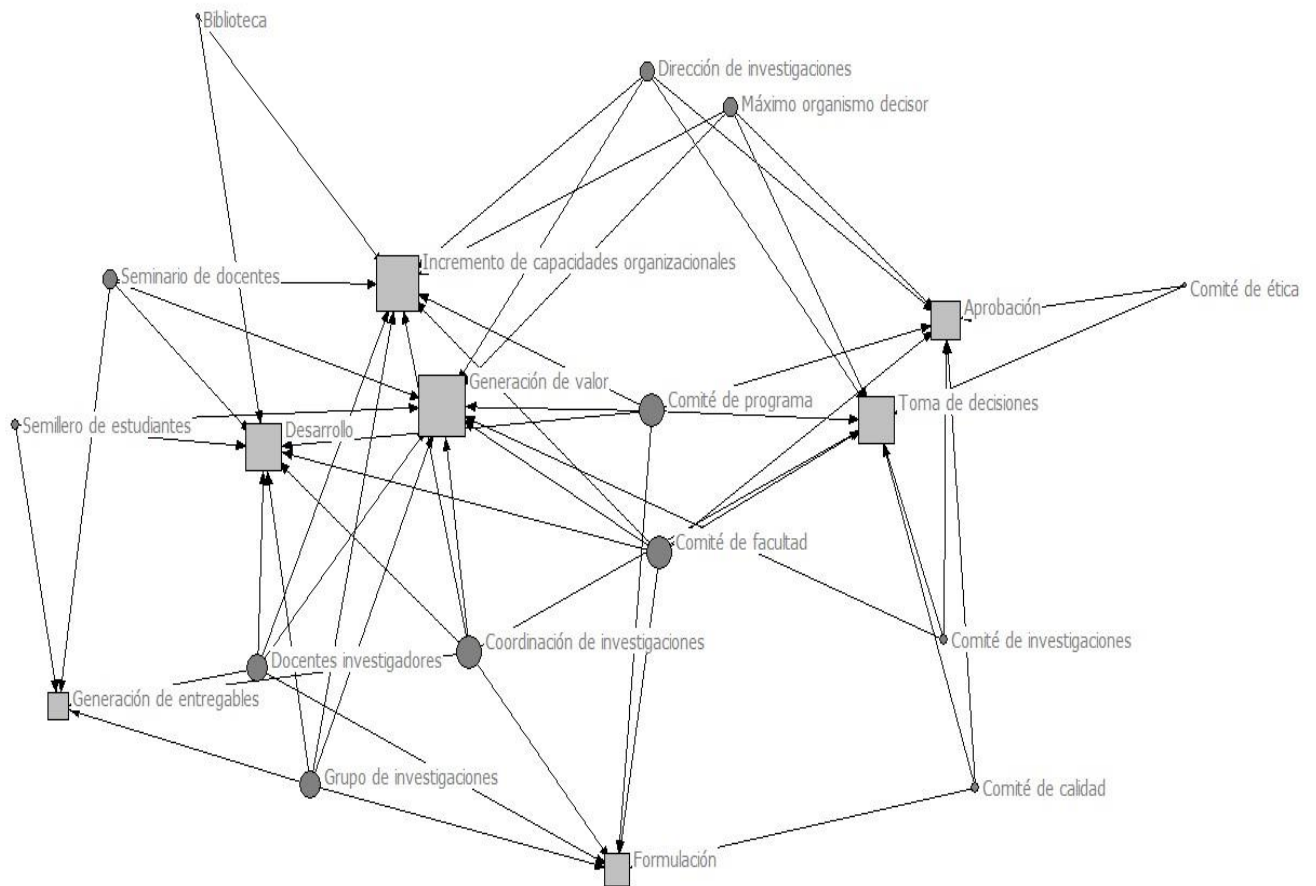 Biblioteca
Dirección de investigaciones
Máximo organismo decisor
Incremento de capacidades organizacionales
Seminario de docentes
Comité de ética
Aprobación
Generación de valor
Comité de programa
Toma de decisiones
Semillero de estudiantes
Desarrollo
Comité de facultad
Coordinación de investigaciones
Comité de investigaciones
Docentes investigadores
Generación de entregables
Grupo de investigaciones
Comité de calidad
Formulación